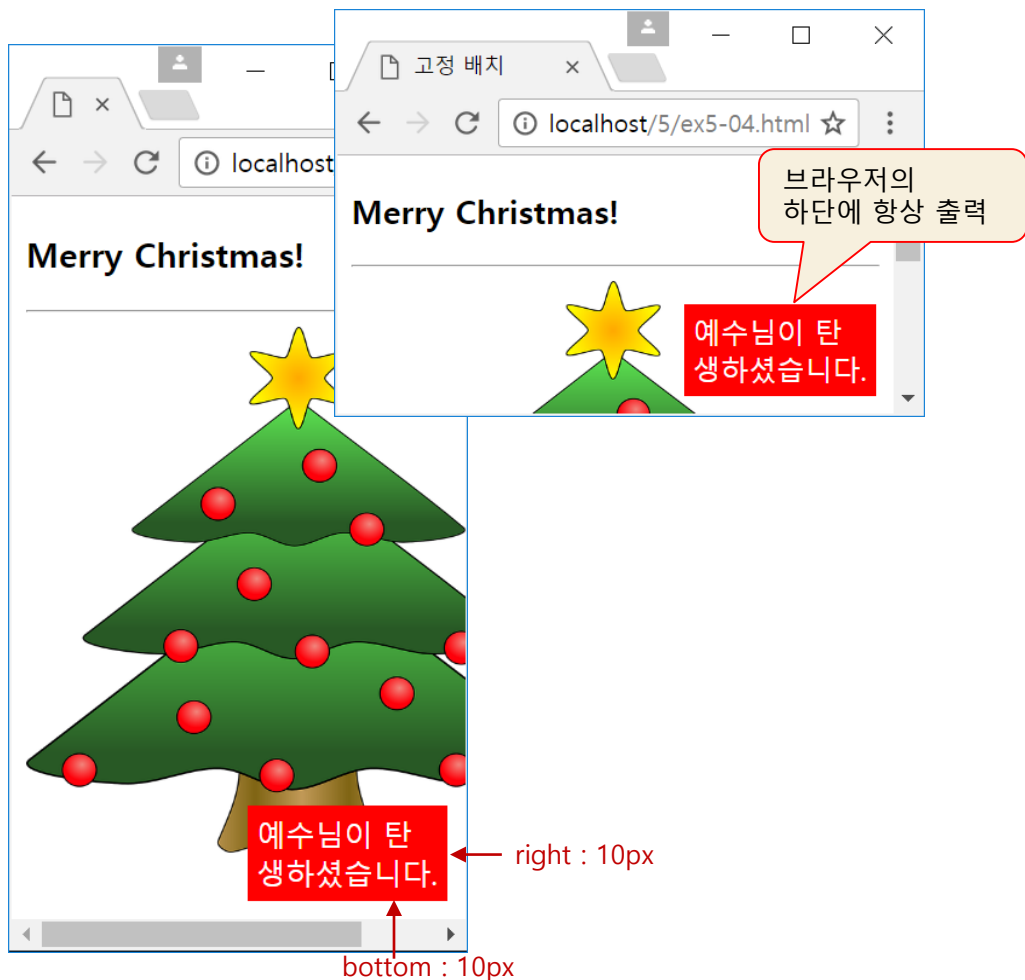 고정 배치
localhost/5/ex5-04.html
Merry Christmas!
브라우저의
하단에 항상 출력
예수님이 탄
생하셨습니다.
localhost
Merry Christmas!
예수님이 탄
생하셨습니다.
right : 10px
bottom : 10px